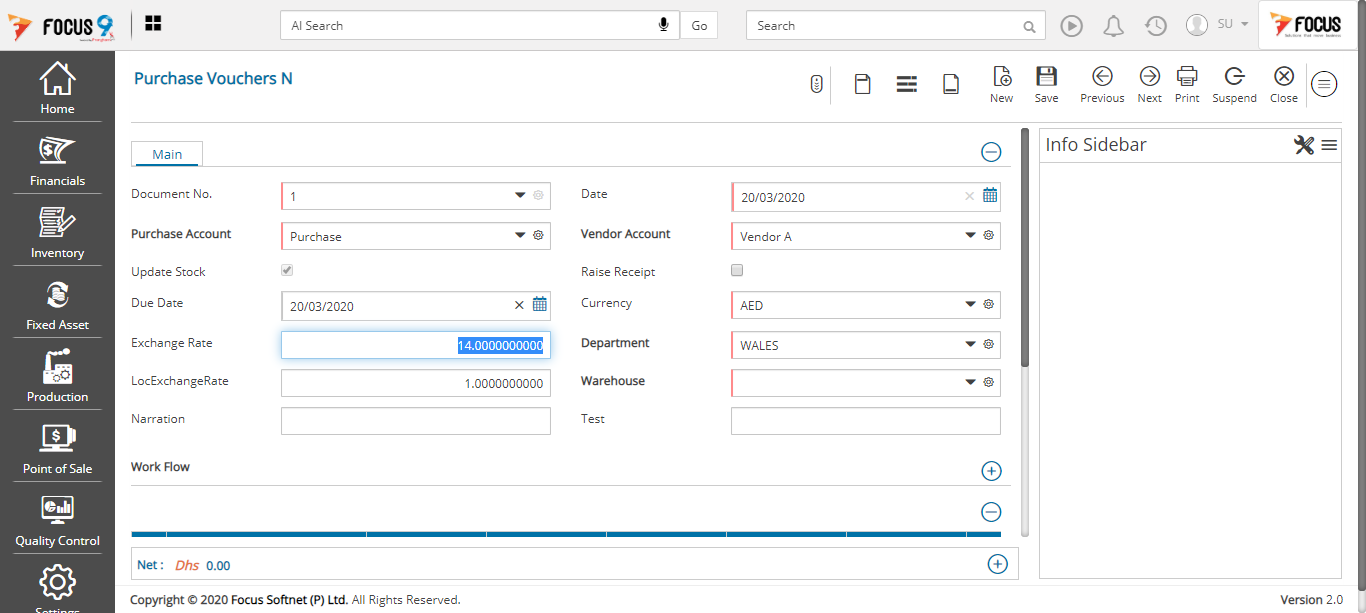 FOCUS 9
AI Search
Go
Search
SU
FOCUS
Home
Financials
Inventory
Fixed Asset
Production
Point of Sale
Quality Control
Settings
Purchase Vouchers N
New
Save
Previous
Next
Print
Suspend
Close
Main
Document No.
1
Date
20/03/2020
Purchase Account
Purchase
Vendor Account
Vendor A
Update Stock
Raise Receipt
Due Date
20/03/2020
Currency
AED
Exchange Rate
14.0000000000
Department
WALES
LocExchangeRate
1.0000000000
Warehouse
Narration
Test
Work Flow
Net : Dhs 0.00
Info Sidebar
Copyright © 2020 Focus Softnet (P) Ltd. All Rights Reserved.
Version 2.0